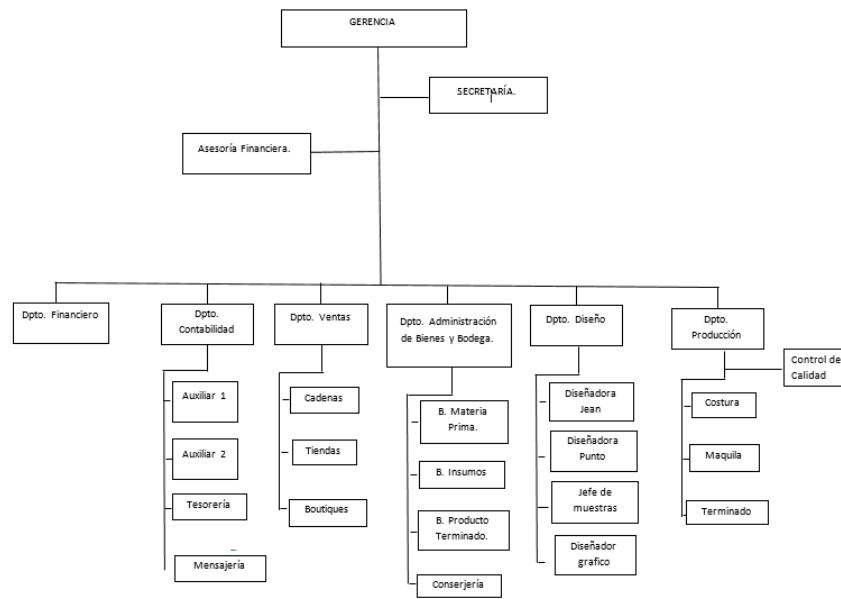 GERENCIA
SECRETARÍA.
Asesoría Financiera.
Dpto. Financiero
Dpto.
Contabilidad
Dpto. Ventas
Dpto. Administración
de Bienes y Bodega.
Dpto. Diseño
Dpto.
Producción
Control de
Calidad
Auxiliar 1
Auxiliar 2
Tesorería
Mensajería
Cadenas
Tiendas
Boutiques
B. Materia
Prima.
B. Insumos
B. Producto
Terminado.
Conserjería
Diseñadora
Jean
Diseñadora
Punto
Jefe de
muestras
Diseñador
grafico
Costura
Maquila
Terminado